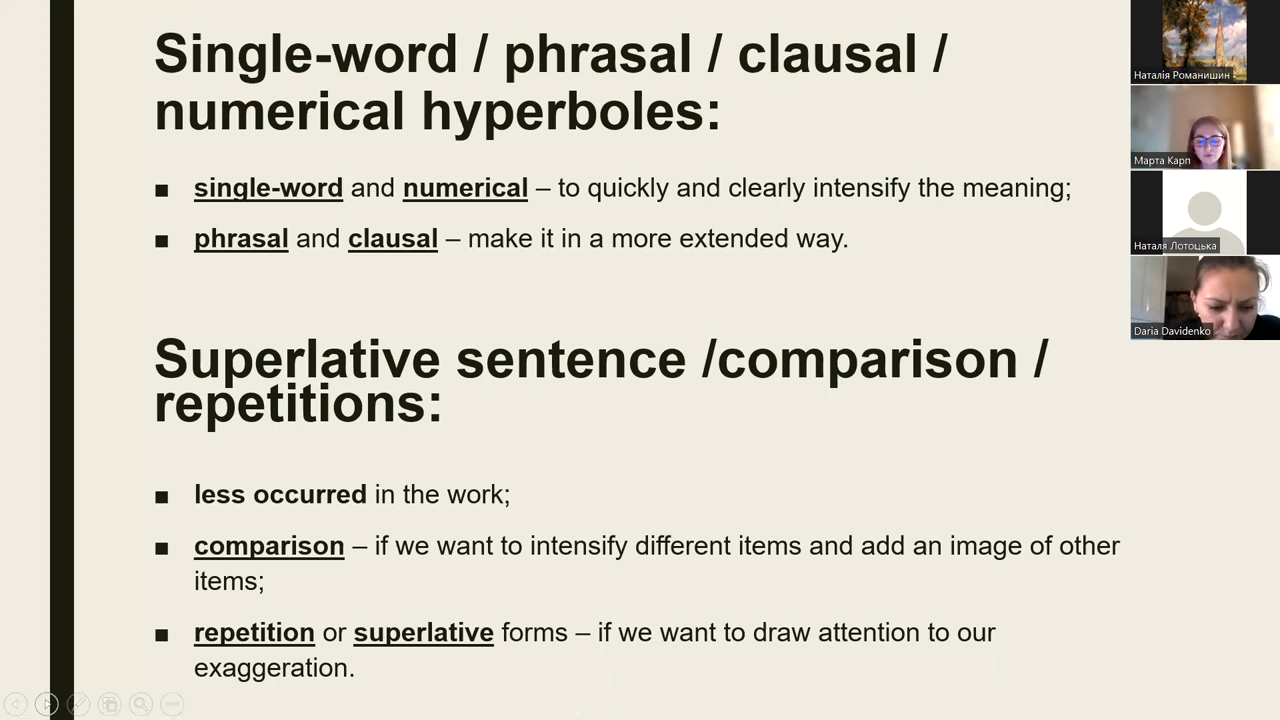 Single-word / phrasal / clausal /
numerical hyperboles:
■ single-word and numerical – to quickly and clearly intensify the meaning;
■ phrasal and clausal – make it in a more extended way.
Superlative sentence /comparison /
repetitions:
■ less occurred in the work;
■ comparison – if we want to intensify different items and add an image of other
items;
■ repetition or superlative forms – if we want to draw attention to our
exaggeration.
Наталія Романишин
Марта Карп
Наталя Лотоцька
Daria Davidenko